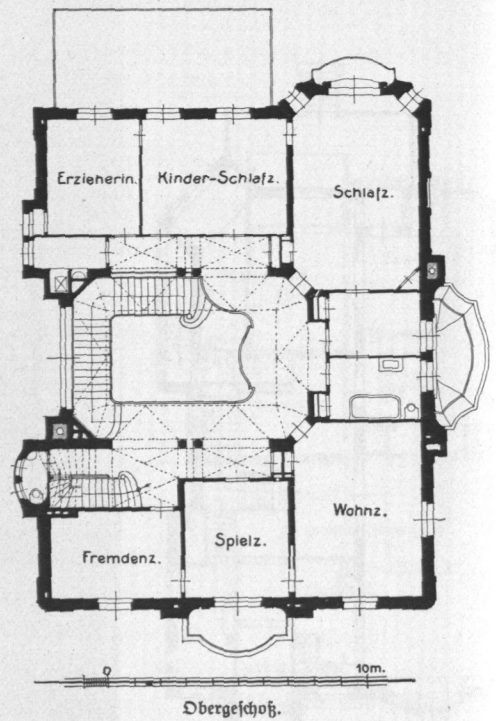 Erzieherin.
Kinder-Schlafz.
Schlafz.
Wohnz.
Spielz.
Fremdenz.
0
10m.
Obergeschoß.